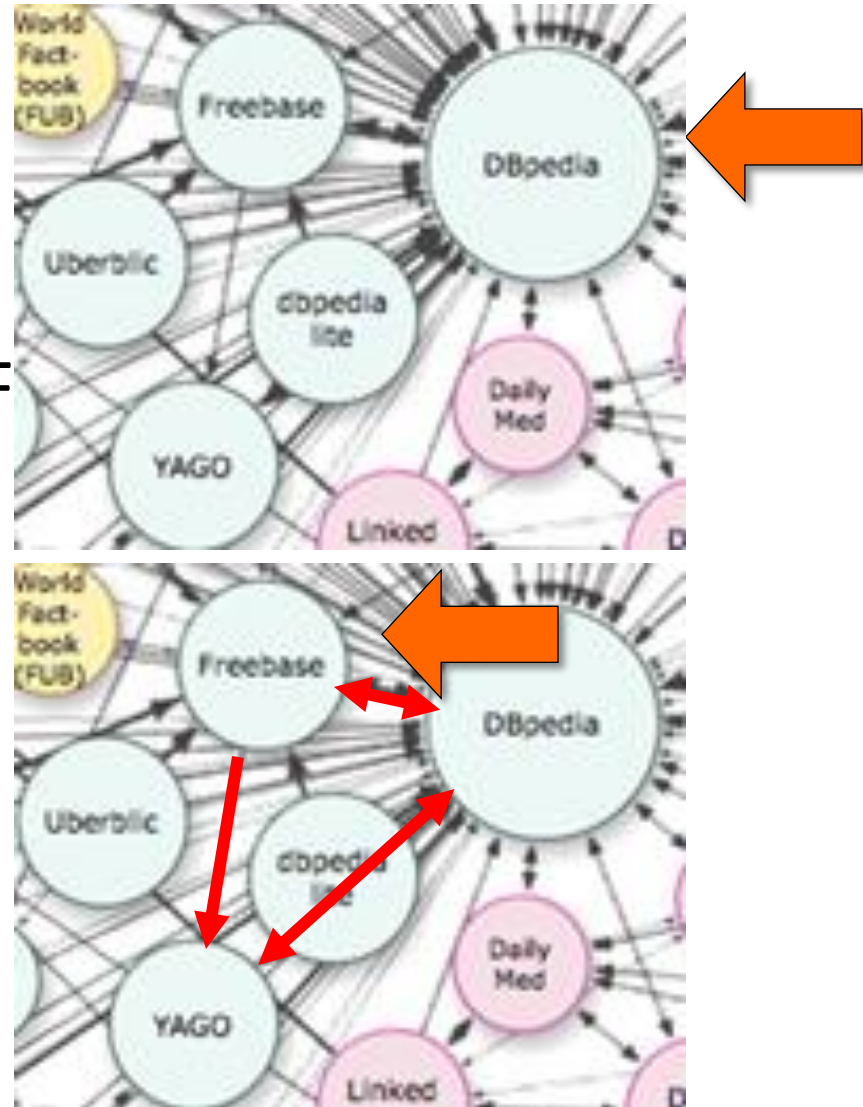 World
Fact-
book
(FUB)
Freebase
DBpedia
Uberblic
dbpedia
lite
Daily
Med
YAGO
Linked
D
World
Fact-
book
(FUB)
Freebase
DBpedia
Uberblic
dbpedia
lite
Daily
Med
YAGO
Linked
D